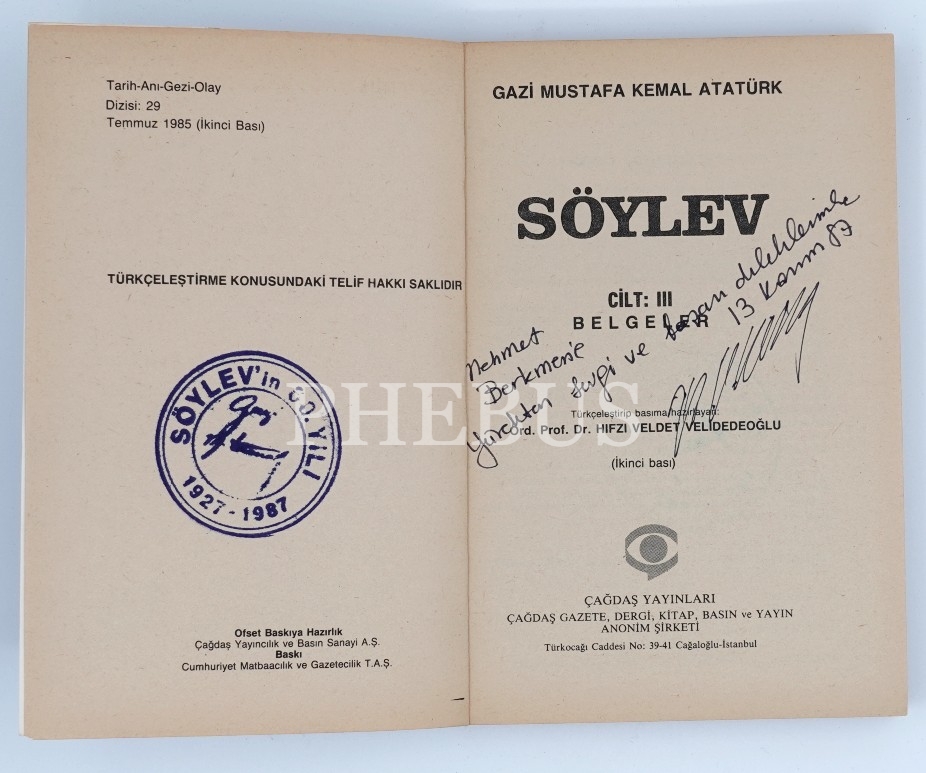 Tarih-Anı-Gezi-Olay
Dizisi: 29
Temmuz 1985 (İkinci Bası)
TÜRKÇELEŞTİRME KONUSUNDAKİ TELİF HAKKI SAKLIDIR
SÖYLEV'in 60. YILI
Gazi
1927-1987
Ofset Baskıya Hazırlık
Çağdaş Yayıncılık ve Basın Sanayi A.Ş.
Baskı
Cumhuriyet Matbaacılık ve Gazetecilik T.A.Ş.
GAZİ MUSTAFA KEMAL ATATÜRK
SÖYLEV
CİLT: III
BELGELER
Mehmet
yürekten sevgi ve başarı dileklerimle
13 Kasım 87
Türkçeleştirip basıma hazırlayan:
Ord. Prof. Dr. HIFZI VELDET VELİDEDEOĞLU
(İkinci bası)
ÇAĞDAŞ YAYINLARI
ÇAĞDAŞ GAZETE, DERGİ, KİTAP, BASIN ve YAYIN
ANONİM ŞİRKETİ
Türkocağı Caddesi No: 39-41 Cağaloğlu-İstanbul
PHEBUS